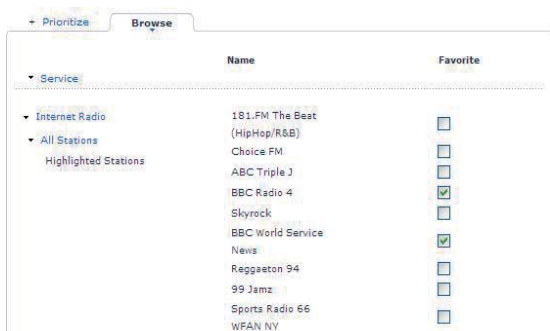 Prioritize Browse
Name Favorite
Service
Internet Radio
All Stations
Highlighted Stations
181.FM The Beat
(HipHop/R&B)
Choice FM
ABC Triple J
BBC Radio 4
Skyrock
BBC World Service
News
Reggaeton 94
99 Jamz
Sports Radio 66
WFAN NY